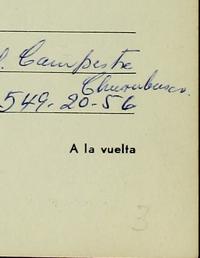 . Campestre
Churubusco.
549-20-56
A la vuelta
3